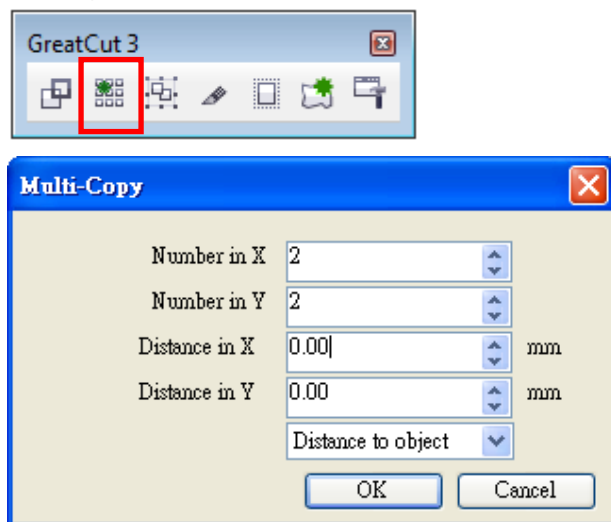 GreatCut 3
Multi-Copy
Number in X 2
Number in Y 2
Distance in X 0.00 mm
Distance in Y 0.00 mm
Distance to object
OK Cancel